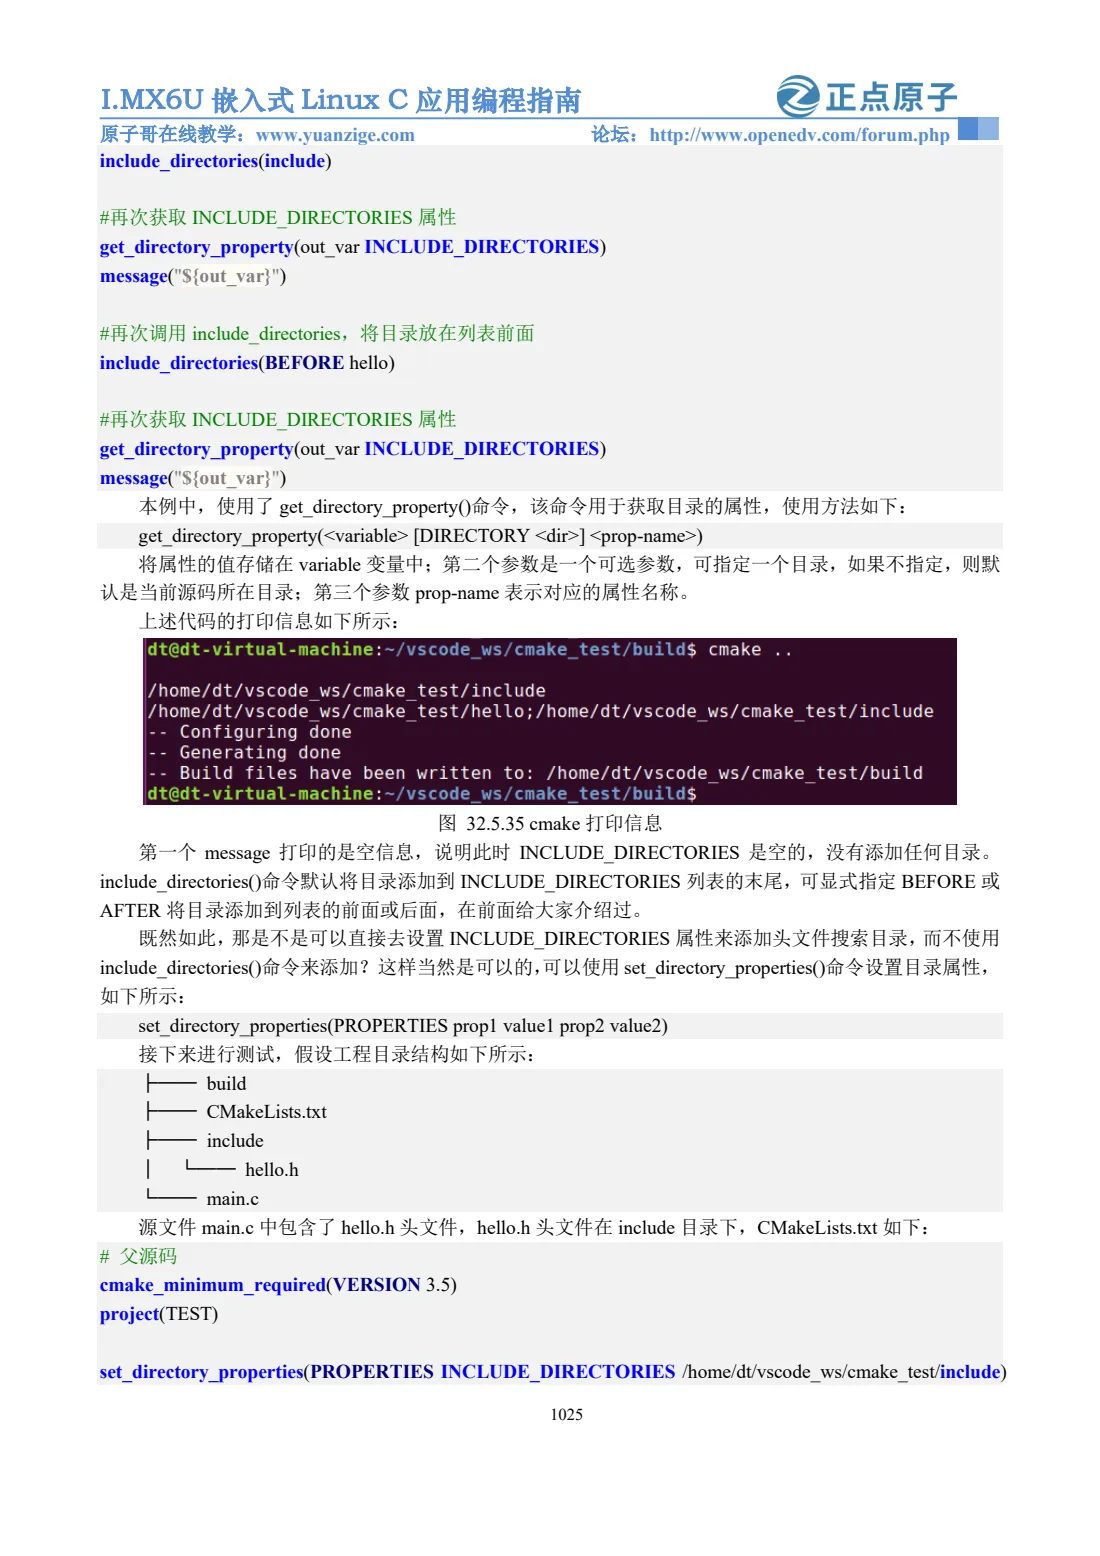 I.MX6U 嵌入式 Linux C 应用编程指南
正点原子
原子哥在线教学：www.yuanzige.com 论坛：http://www.openedv.com/forum.php
include_directories(include)
#再次获取 INCLUDE_DIRECTORIES 属性
get_directory_property(out_var INCLUDE_DIRECTORIES)
message("${out_var}")
#再次调用 include_directories，将目录放在列表前面
include_directories(BEFORE hello)
#再次获取 INCLUDE_DIRECTORIES 属性
get_directory_property(out_var INCLUDE_DIRECTORIES)
message("${out_var}")
本例中，使用了 get_directory_property()命令，该命令用于获取目录的属性，使用方法如下：
get_directory_property(<variable> [DIRECTORY <dir>] <prop-name>)
将属性的值存储在 variable 变量中；第二个参数是一个可选参数，可指定一个目录，如果不指定，则默
认是当前源码所在目录；第三个参数 prop-name 表示对应的属性名称。
上述代码的打印信息如下所示：
dt@dt-virtual-machine:~/vscode_ws/cmake_test/build$ cmake ..
/home/dt/vscode_ws/cmake_test/include
/home/dt/vscode_ws/cmake_test/hello;/home/dt/vscode_ws/cmake_test/include
-- Configuring done
-- Generating done
-- Build files have been written to: /home/dt/vscode_ws/cmake_test/build
dt@dt-virtual-machine:~/vscode_ws/cmake_test/build$
图 32.5.35 cmake 打印信息
第一个 message 打印的是空信息，说明此时 INCLUDE_DIRECTORIES 是空的，没有添加任何目录。
include_directories()命令默认将目录添加到 INCLUDE_DIRECTORIES 列表的末尾，可显式指定 BEFORE 或
AFTER 将目录添加到列表的前面或后面，在前面给大家介绍过。
既然如此，那是不是可以直接去设置 INCLUDE_DIRECTORIES 属性来添加头文件搜索目录，而不使用
include_directories()命令来添加？这样当然是可以的，可以使用 set_directory_properties()命令设置目录属性，
如下所示：
set_directory_properties(PROPERTIES prop1 value1 prop2 value2)
接下来进行测试，假设工程目录结构如下所示：
├── build
├── CMakeLists.txt
├── include
│ └── hello.h
└── main.c
源文件 main.c 中包含了 hello.h 头文件，hello.h 头文件在 include 目录下，CMakeLists.txt 如下：
# 父源码
cmake_minimum_required(VERSION 3.5)
project(TEST)
set_directory_properties(PROPERTIES INCLUDE_DIRECTORIES /home/dt/vscode_ws/cmake_test/include)
1025